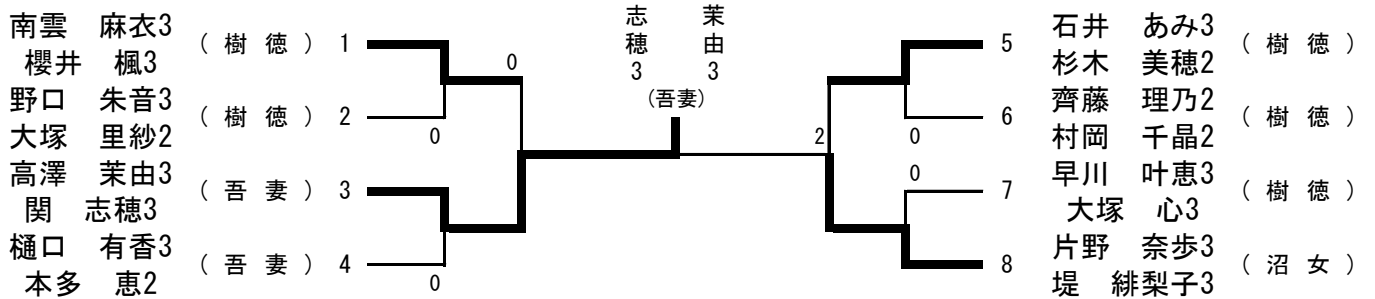 南雲　麻衣3
櫻井　楓3
（樹徳） 1
野口　朱音3
大塚　里紗2
（樹徳） 2
高澤　茉由3
関　志穂3
（吾妻） 3
樋口　有香3
本多　恵2
（吾妻） 4
0
0
0
茉由3
志穂3
（吾妻）
2
0
0
5
石井　あみ3
杉木　美穂2
（樹徳）
6
齊藤　理乃2
村岡　千晶2
（樹徳）
7
早川　叶恵3
大塚　心3
（樹徳）
8
片野　奈歩3
堤　緋梨子3
（沼女）